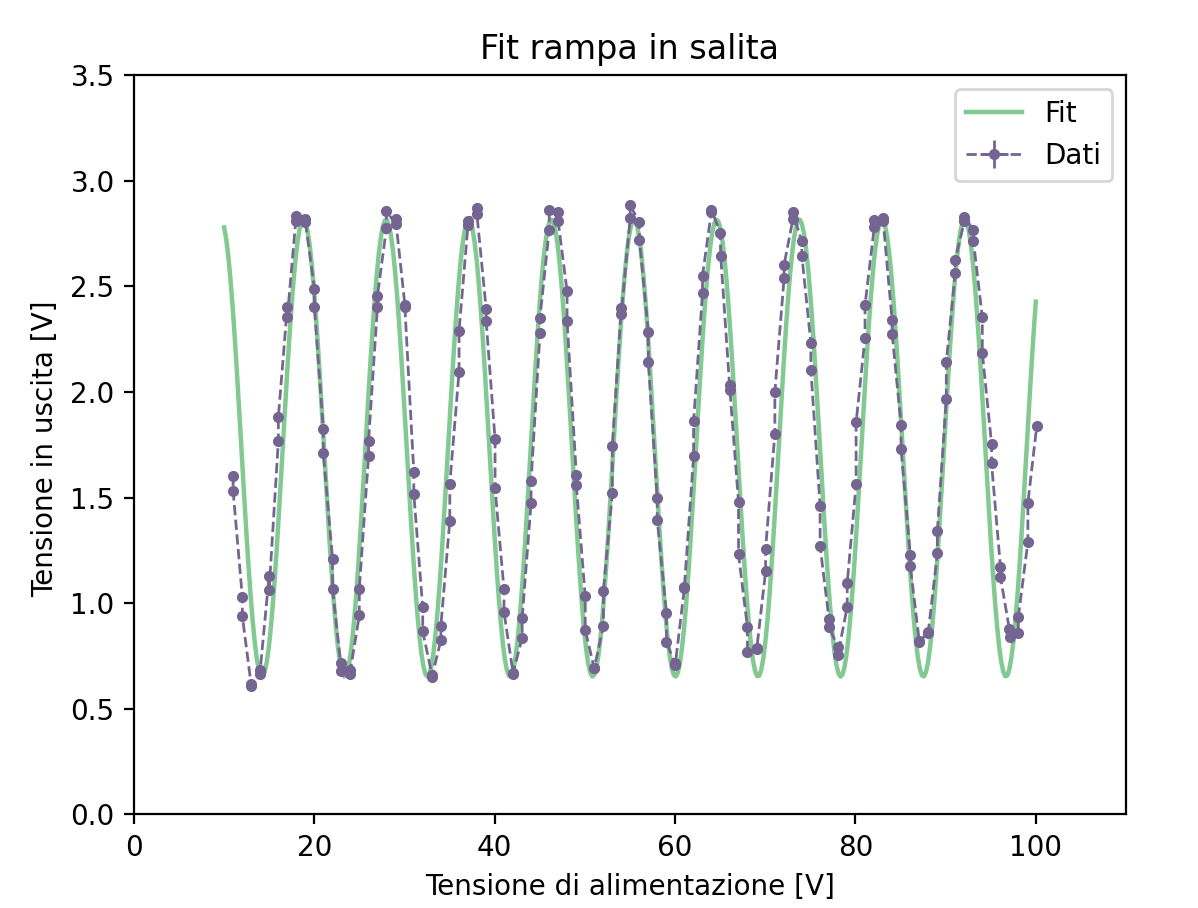 Fit rampa in salita
3.5
3.0
2.5
2.0
1.5
1.0
0.5
0.0
Tensione in uscita [V]
Fit
Dati
0 20 40 60 80 100
Tensione di alimentazione [V]